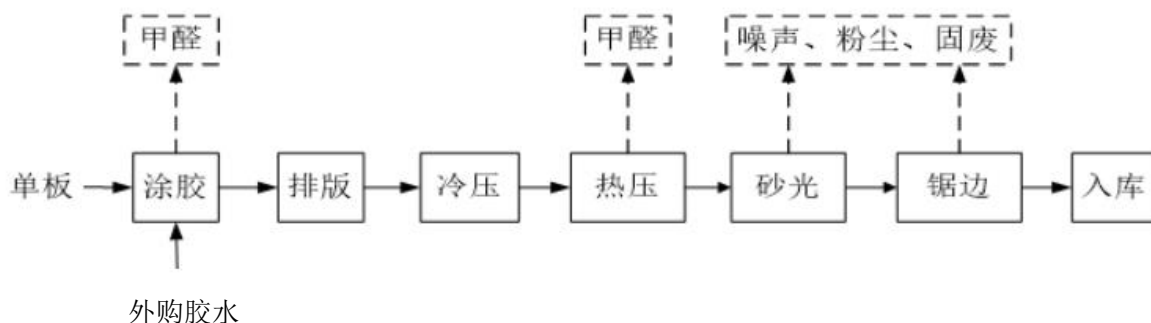 甲醛 甲醛 噪声、粉尘、固废
单板 涂胶 排版 冷压 热压 砂光 锯边 入库
外购胶水